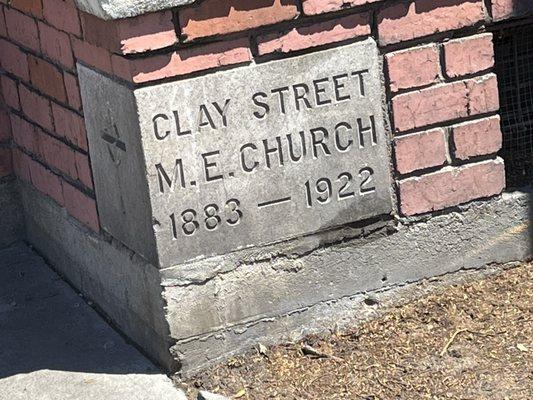 CLAY STREET
M.E. CHURCH
1883 — 1922